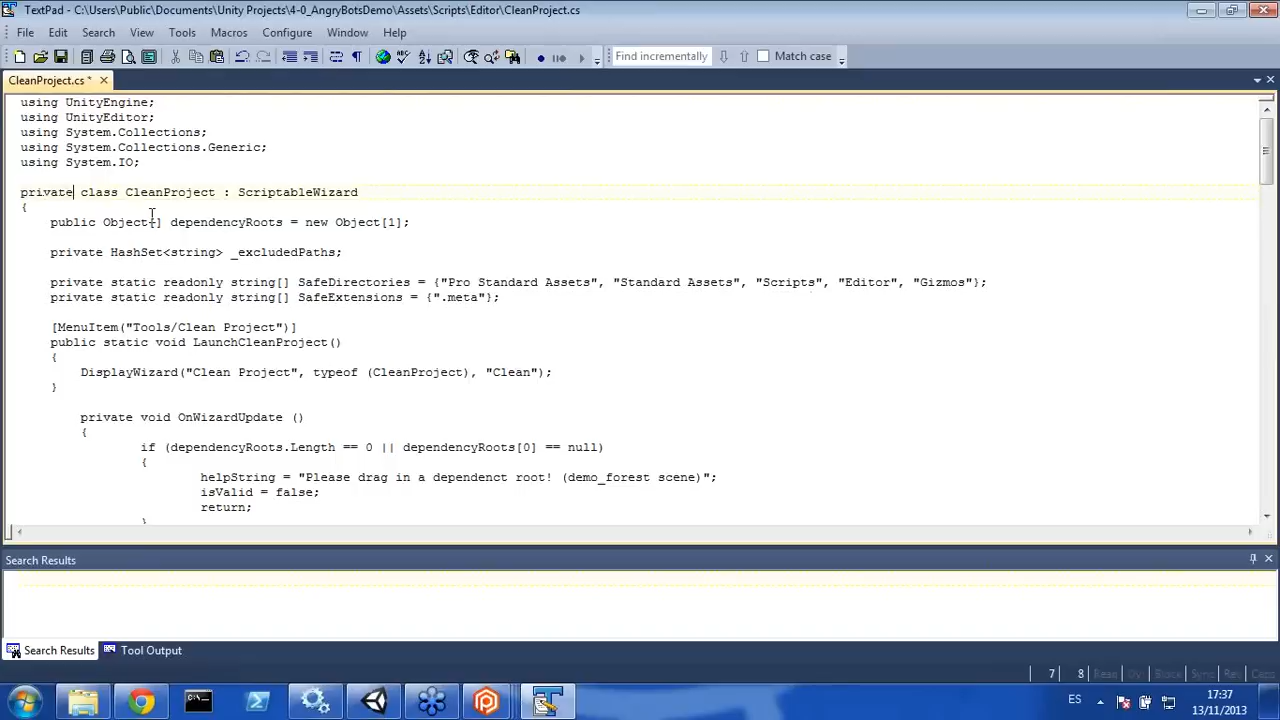 TextPad - C:\Users\Public\Documents\Unity Projects\4-0_AngryBotsDemo\Assets\Scripts\Editor\CleanProject.cs
File Edit Search View Tools Macros Configure Window Help
Find incrementally Match case
CleanProject.cs *
using UnityEngine;
using UnityEditor;
using System.Collections;
using System.Collections.Generic;
using System.IO;
private class CleanProject : ScriptableWizard
{
public Object[] dependencyRoots = new Object[1];
private HashSet<string> _excludedPaths;
private static readonly string[] SafeDirectories = {"Pro Standard Assets", "Standard Assets", "Scripts", "Editor", "Gizmos"};
private static readonly string[] SafeExtensions = {".meta"};
[MenuItem("Tools/Clean Project")]
public static void LaunchCleanProject()
{
DisplayWizard("Clean Project", typeof (CleanProject), "Clean");
}
private void OnWizardUpdate ()
{
if (dependencyRoots.Length == 0 || dependencyRoots[0] == null)
{
helpString = "Please drag in a dependenct root! (demo_forest scene)";
isValid = false;
return;
}
Search Results
Search Results Tool Output
7 8 Read Ovr Block Sync Rec Caps
ES 17:37
13/11/2013